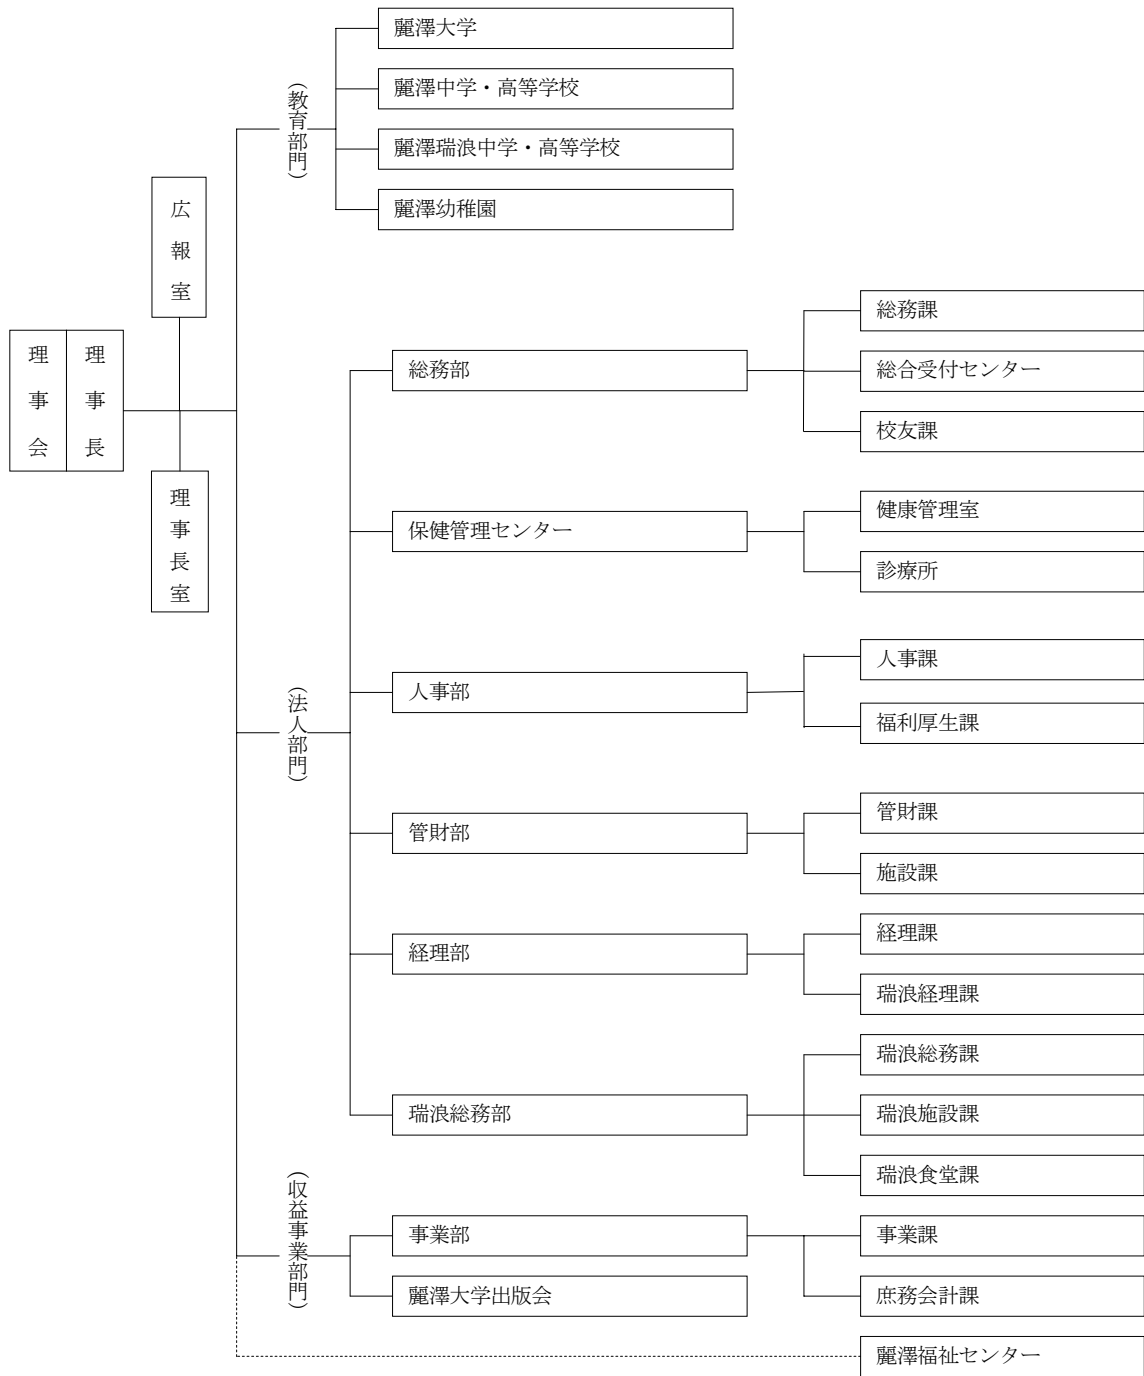 理事会
理事長
広報室
理事長室
(教育部門)
麗澤大学
麗澤中学・高等学校
麗澤瑞浪中学・高等学校
麗澤幼稚園
(法人部門)
総務部
総務課
総合受付センター
校友課
保健管理センター
健康管理室
診療所
人事部
人事課
福利厚生課
管財部
管財課
施設課
経理部
経理課
瑞浪経理課
瑞浪総務部
瑞浪総務課
瑞浪施設課
瑞浪食堂課
(収益事業部門)
事業部
事業課
庶務会計課
麗澤大学出版会
麗澤福祉センター